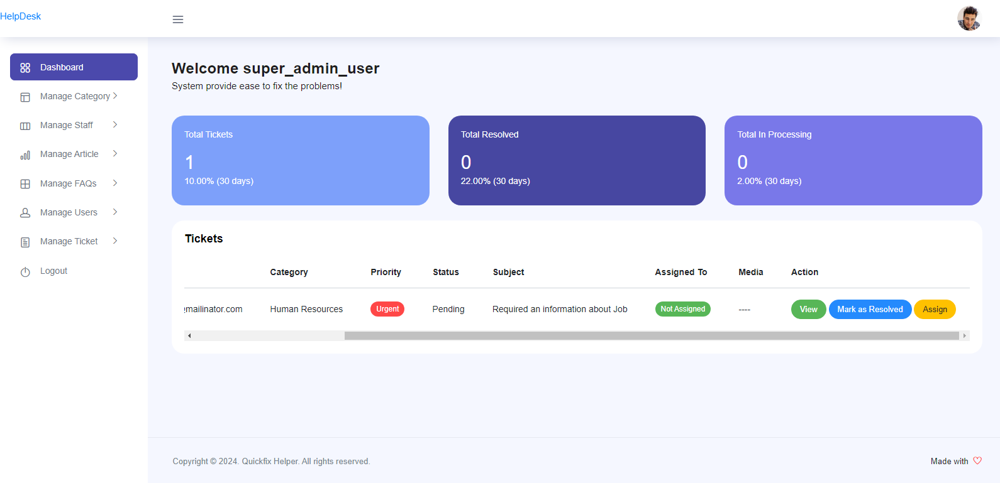 HelpDesk
Dashboard
Manage Category
Manage Staff
Manage Article
Manage FAQs
Manage Users
Manage Ticket
Logout
Welcome super_admin_user
System provide ease to fix the problems!
Total Tickets
1
10.00% (30 days)
Total Resolved
0
22.00% (30 days)
Total In Processing
0
2.00% (30 days)
Tickets
Category Priority Status Subject Assigned To Media Action
@mailinator.com Human Resources Urgent Pending Required an information about Job Not Assigned ---- View Mark as Resolved Assign
Copyright © 2024. Quickfix Helper. All rights reserved.
Made with